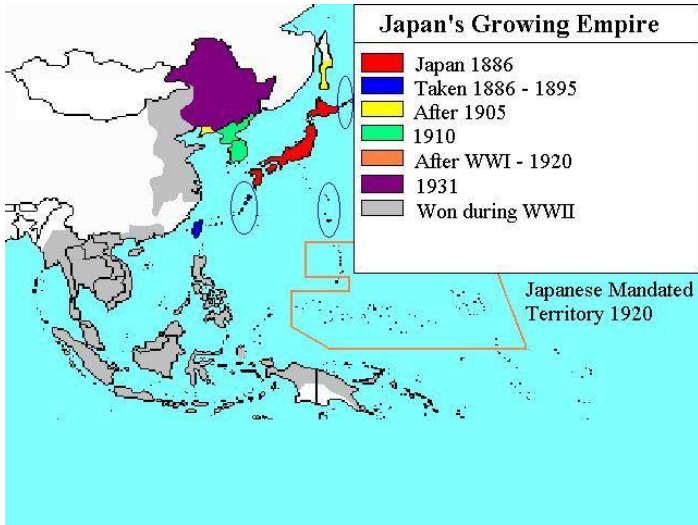 Japan's Growing Empire
Japan 1886
Taken 1886 - 1895
After 1905
1910
After WWI - 1920
1931
Won during WWII
Japanese Mandated
Territory 1920